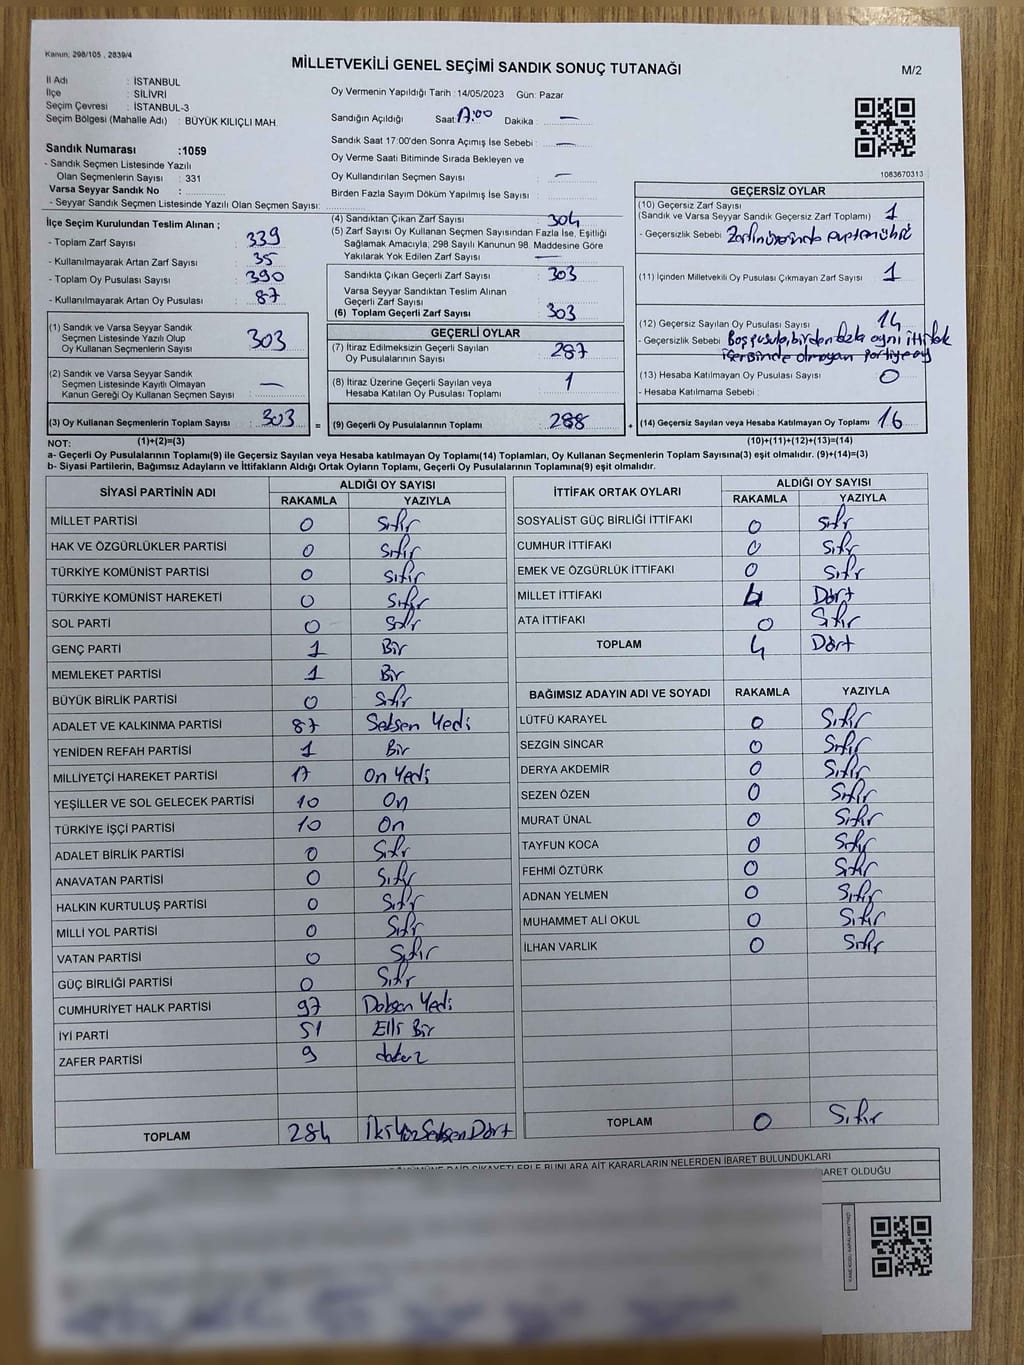 Kanun: 298/105 , 2839/4
MİLLETVEKİLİ GENEL SEÇİMİ SANDIK SONUÇ TUTANAĞI
M/2
İl Adı : İSTANBUL
İlçe : SİLİVRİ
Seçim Çevresi : İSTANBUL-3
Seçim Bölgesi (Mahalle Adı) : BÜYÜK KILIÇLI MAH.
Sandık Numarası :1059
- Sandık Seçmen Listesinde Yazılı
Olan Seçmenlerin Sayısı : 331
Varsa Seyyar Sandık No :
- Seyyar Sandık Seçmen Listesinde Yazılı Olan Seçmen Sayısı:
Oy Vermenin Yapıldığı Tarih :14/05/2023 Gün: Pazar
Sandığın Açıldığı Saat 17:00 Dakika : —
Sandık Saat 17:00'den Sonra Açımış İse Sebebi : —
Oy Verme Saati Bitiminde Sırada Bekleyen ve
Oy Kullandırılan Seçmen Sayısı : —
Birden Fazla Sayım Döküm Yapılmış İse Sayısı :
1083670313
İlçe Seçim Kurulundan Teslim Alınan ;
- Toplam Zarf Sayısı : 339
- Kullanılmayarak Artan Zarf Sayısı : 35
- Toplam Oy Pusulası Sayısı : 390
- Kullanılmayarak Artan Oy Pusulası : 87
(1) Sandık ve Varsa Seyyar Sandık
Seçmen Listesinde Yazılı Olup
Oy Kullanan Seçmenlerin Sayısı : 303
(2) Sandık ve Varsa Seyyar Sandık
Seçmen Listesinde Kayıtlı Olmayan
Kanun Gereği Oy Kullanan Seçmen Sayısı : —
(3) Oy Kullanan Seçmenlerin Toplam Sayısı : 303
(4) Sandıktan Çıkan Zarf Sayısı : 304
(5) Zarf Sayısı Oy Kullanan Seçmen Sayısından Fazla İse, Eşitliği
Sağlamak Amacıyla; 298 Sayılı Kanunun 98. Maddesine Göre
Yakılarak Yok Edilen Zarf Sayısı : —
Sandıkta Çıkan Geçerli Zarf Sayısı : 303
Varsa Seyyar Sandıktan Teslim Alınan
Geçerli Zarf Sayısı :
(6) Toplam Geçerli Zarf Sayısı : 303
GEÇERLİ OYLAR
(7) İtiraz Edilmeksizin Geçerli Sayılan
Oy Pusulalarının Sayısı : 287
(8) İtiraz Üzerine Geçerli Sayılan veya
Hesaba Katılan Oy Pusulası Toplamı : 1
= (9) Geçerli Oy Pusulalarının Toplamı : 288 +
GEÇERSİZ OYLAR
(10) Geçersiz Zarf Sayısı
(Sandık ve Varsa Seyyar Sandık Geçersiz Zarf Toplamı) : 1
- Geçersizlik Sebebi : Zarfın üzerinde
(11) İçinden Milletvekili Oy Pusulası Çıkmayan Zarf Sayısı : 1
(12) Geçersiz Sayılan Oy Pusulası Sayısı : 14
- Geçersizlik Sebebi : Boş pusula, birden fazla aynı ittifak
içerisinde olmayan partiye oy
(13) Hesaba Katılmayan Oy Pusulası Sayısı : 0
- Hesaba Katılmama Sebebi :
(14) Geçersiz Sayılan veya Hesaba Katılmayan Oy Toplamı : 16
NOT: (1)+(2)=(3) (10)+(11)+(12)+(13)=(14)
a- Geçerli Oy Pusulasının Toplamı(9) ile Geçersiz Sayılan veya Hesaba katılmayan Oy Toplamı(14) Toplamları, Oy Kullanan Seçmenlerin Toplam Sayısına(3) eşit olmalıdır. (9)+(14)=(3)
b- Siyasi Partilerin, Bağımsız Adayların ve İttifakların Aldığı Ortak Oyların Toplamı, Geçerli Oy Pusulalarının Toplamına(9) eşit olmalıdır.
SİYASİ PARTİNİN ADI ALDIĞI OY SAYISI
RAKAMLA YAZIYLA
MİLLET PARTİSİ 0 Sıfır
HAK VE ÖZGÜRLÜKLER PARTİSİ 0 Sıfır
TÜRKİYE KOMÜNİST PARTİSİ 0 Sıfır
TÜRKİYE KOMÜNİST HAREKETİ 0 Sıfır
SOL PARTİ 0 Sıfır
GENÇ PARTİ 1 Bir
MEMLEKET PARTİSİ 1 Bir
BÜYÜK BİRLİK PARTİSİ 0 Sıfır
ADALET VE KALKINMA PARTİSİ 87 Seksen Yedi
YENİDEN REFAH PARTİSİ 1 Bir
MİLLİYETÇİ HAREKET PARTİSİ 17 On Yedi
YEŞİLLER VE SOL GELECEK PARTİSİ 10 On
TÜRKİYE İŞÇİ PARTİSİ 10 On
ADALET BİRLİK PARTİSİ 0 Sıfır
ANAVATAN PARTİSİ 0 Sıfır
HALKIN KURTULUŞ PARTİSİ 0 Sıfır
MİLLİ YOL PARTİSİ 0 Sıfır
VATAN PARTİSİ 0 Sıfır
GÜÇ BİRLİĞİ PARTİSİ 0 Sıfır
CUMHURİYET HALK PARTİSİ 97 Doksan Yedi
İYİ PARTİ 51 Elli Bir
ZAFER PARTİSİ 9 dokuz
TOPLAM 284 İkiYüzSeksenDört
İTTİFAK ORTAK OYLARI ALDIĞI OY SAYISI
RAKAMLA YAZIYLA
SOSYALİST GÜÇ BİRLİĞİ İTTİFAKI 0 Sıfır
CUMHUR İTTİFAKI 0 Sıfır
EMEK VE ÖZGÜRLÜK İTTİFAKI 0 Sıfır
MİLLET İTTİFAKI 4 Dört
ATA İTTİFAKI 0 Sıfır
TOPLAM 4 Dört
BAĞIMSIZ ADAYIN ADI VE SOYADI RAKAMLA YAZIYLA
LÜTFÜ KARAYEL 0 Sıfır
SEZGİN SİNCAR 0 Sıfır
DERYA AKDEMİR 0 Sıfır
SEZEN ÖZEN 0 Sıfır
MURAT ÜNAL 0 Sıfır
TAYFUN KOCA 0 Sıfır
FEHMİ ÖZTÜRK 0 Sıfır
ADNAN YELMEN 0 Sıfır
MUHAMMET ALİ OKUL 0 Sıfır
İLHAN VARLIK 0 Sıfır
TOPLAM 0 Sıfır
ARA AİT KARARLARIN NELERDEN İBARET BULUNDUKLARI
BARET OLDUĞU